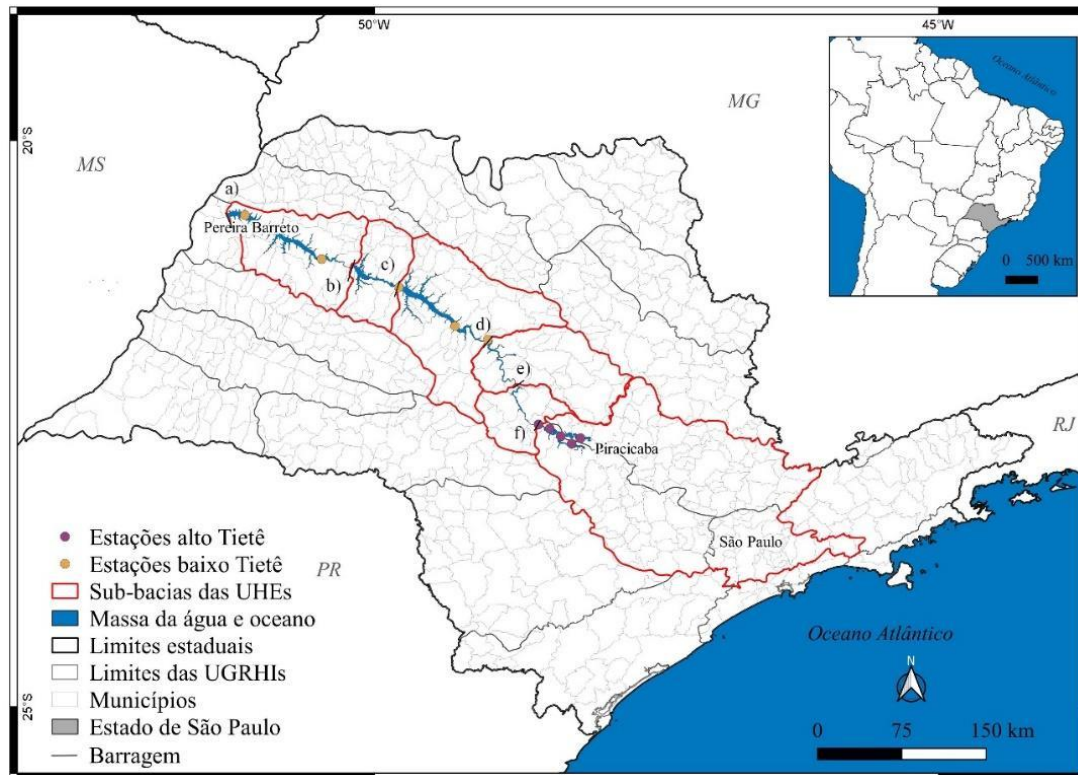 50°W
45°W
20°S
25°S
MG
MS
Oceano Atlântico
0 500 km
a)
Pereira Barreto
b)
c)
d)
e)
f)
Piracicaba
RJ
São Paulo
PR
Oceano Atlântico
N
0 75 150 km
Estações alto Tietê
Estações baixo Tietê
Sub-bacias das UHEs
Massa da água e oceano
Limites estaduais
Limites das UGRHIs
Municípios
Estado de São Paulo
Barragem